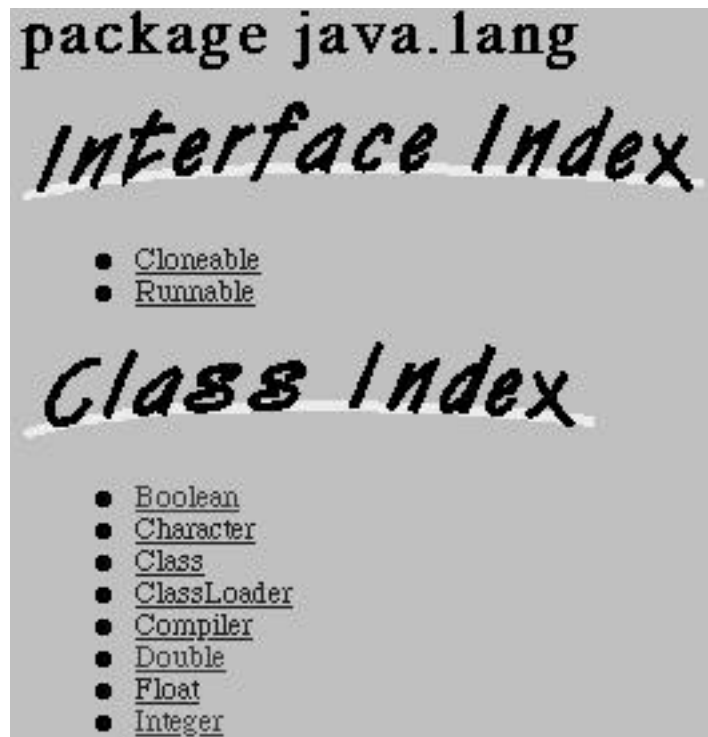 package java.lang
Interface Index
Cloneable
Runnable
Class Index
Boolean
Character
Class
ClassLoader
Compiler
Double
Float
Integer